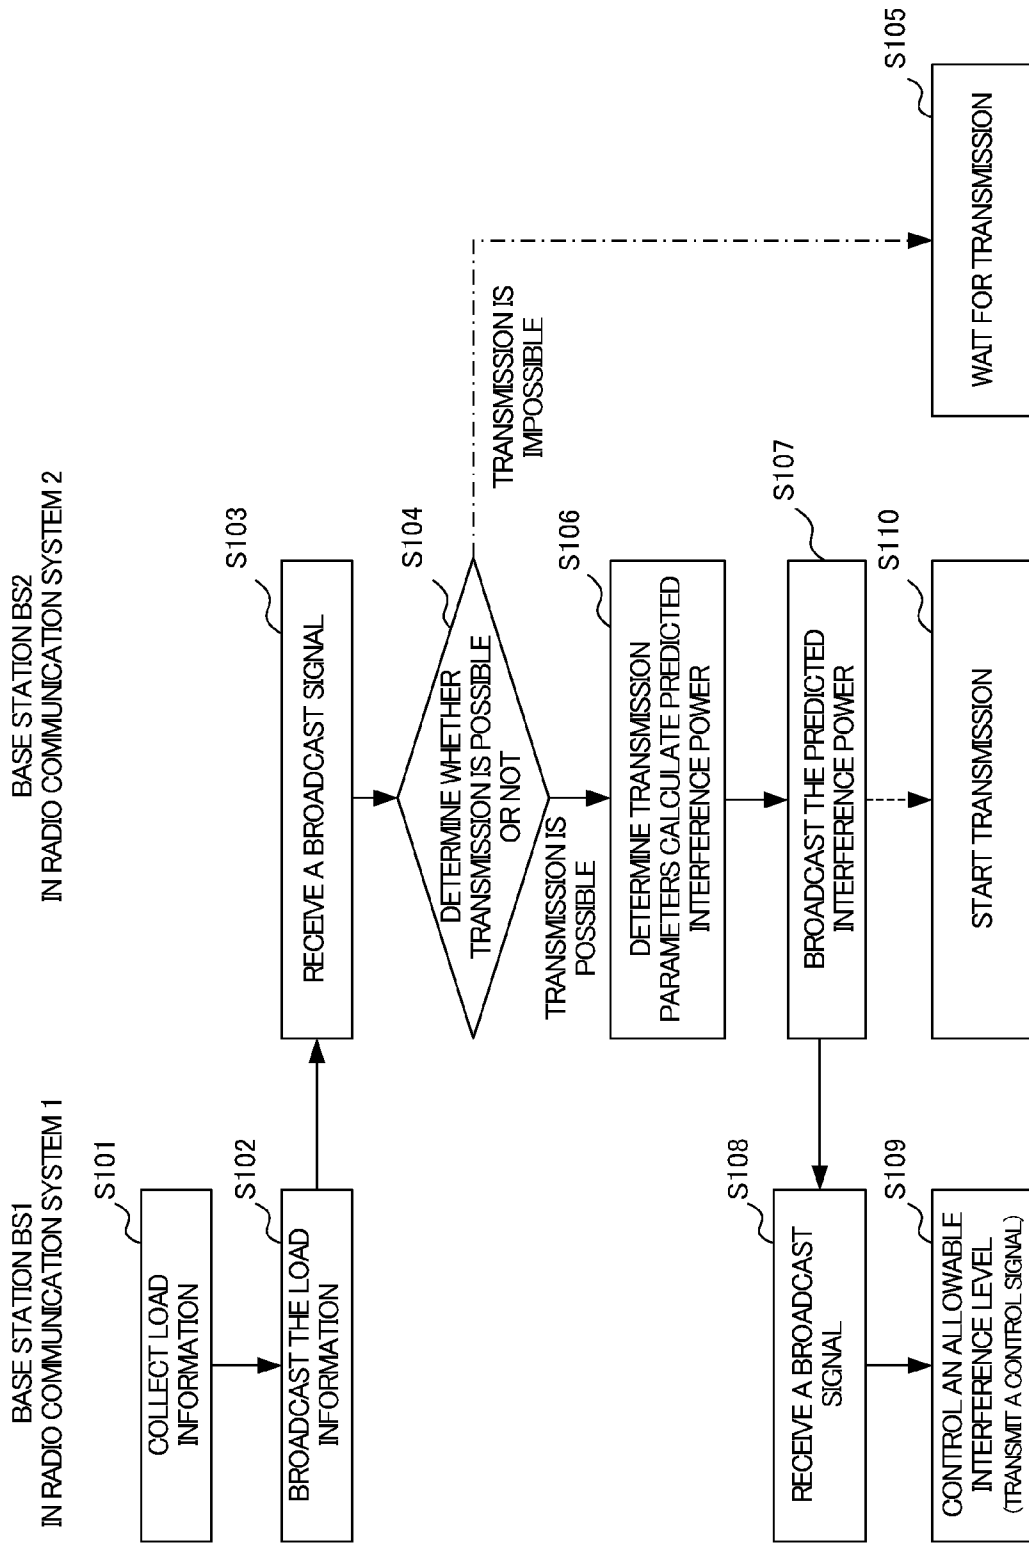 BASE STATION BS1
IN RADIO COMMUNICATION SYSTEM 1
S101
COLLECT LOAD
INFORMATION
S102
BROADCAST THE LOAD
INFORMATION
BASE STATION BS2
IN RADIO COMMUNICATION SYSTEM 2
S103
RECEIVE A BROADCAST SIGNAL
S104
DETERMINE WHETHER
TRANSMISSION IS POSSIBLE
OR NOT
TRANSMISSION IS
IMPOSSIBLE
S105
WAIT FOR TRANSMISSION
TRANSMISSION IS
POSSIBLE
S106
DETERMINE TRANSMISSION
PARAMETERS CALCULATE PREDICTED
INTERFERENCE POWER
S107
BROADCAST THE PREDICTED
INTERFERENCE POWER
S108
RECEIVE A BROADCAST
SIGNAL
S109
CONTROL AN ALLOWABLE
INTERFERENCE LEVEL
(TRANSMIT A CONTROL SIGNAL)
S110
START TRANSMISSION